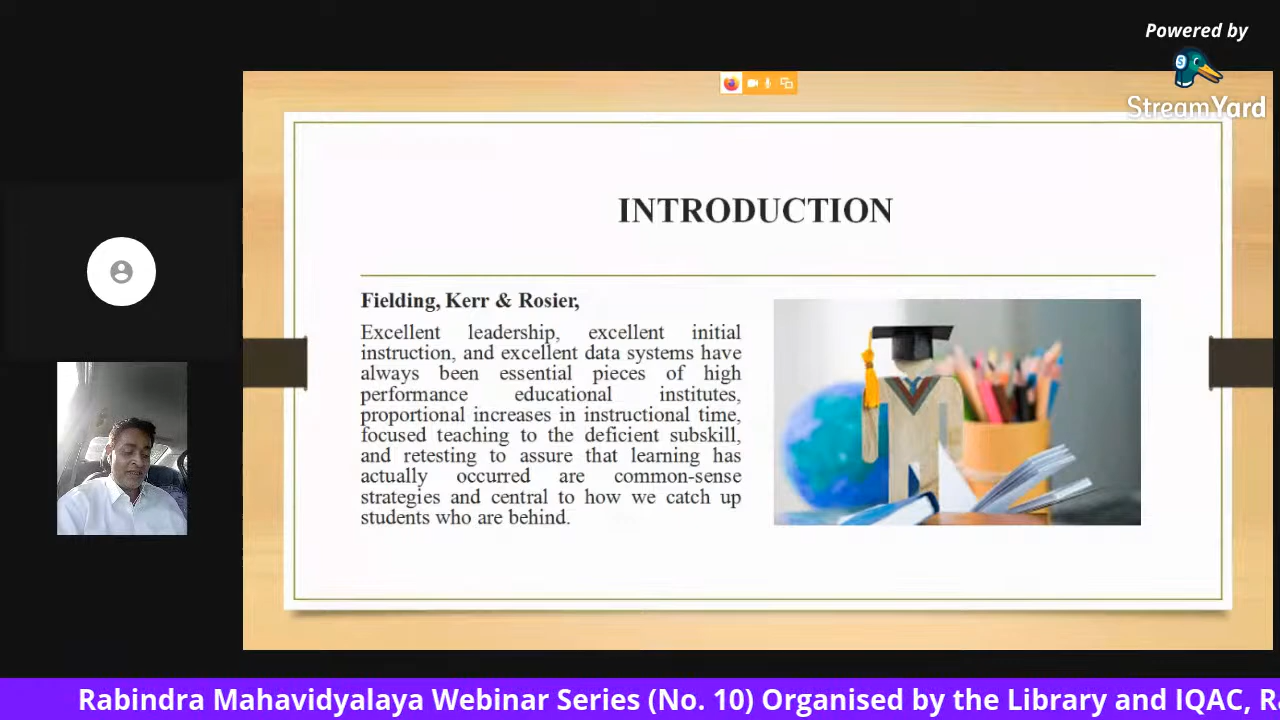 Powered by
StreamYard
INTRODUCTION
Fielding, Kerr & Rosier,
Excellent leadership, excellent initial
instruction, and excellent data systems have
always been essential pieces of high
performance educational institutes,
proportional increases in instructional time,
focused teaching to the deficient subskill,
and retesting to assure that learning has
actually occurred are common-sense
strategies and central to how we catch up
students who are behind.
Rabindra Mahavidyalaya Webinar Series (No. 10) Organised by the Library and IQAC,